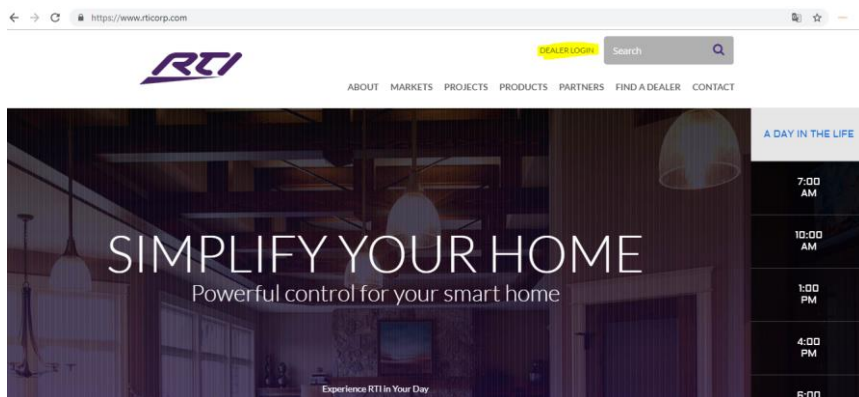 https://www.rticorp.com
RTI
DEALER LOGIN
Search
ABOUT MARKETS PROJECTS PRODUCTS PARTNERS FIND A DEALER CONTACT
A DAY IN THE LIFE
7:00
AM
10:00
AM
SIMPLIFY YOUR HOME
Powerful control for your smart home
1:00
PM
4:00
PM
Experience RTI in Your Day
6:00